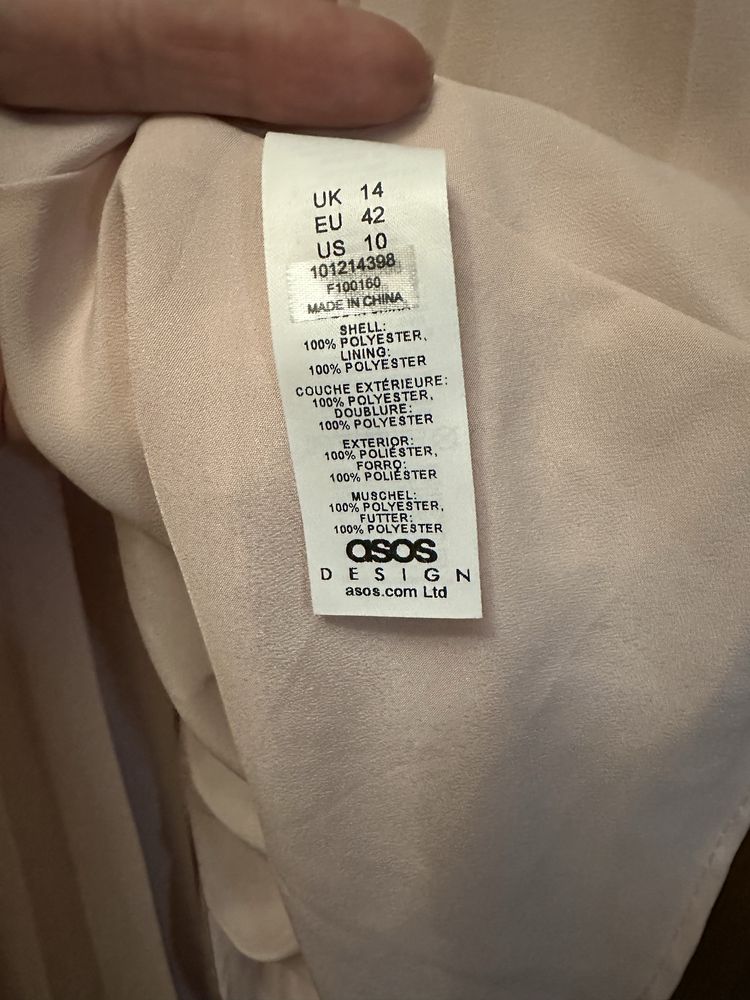 UK 14
EU 42
US 10
101214398
F100160
MADE IN CHINA
SHELL:
100% POLYESTER,
LINING:
100% POLYESTER
COUCHE EXTÉRIEURE:
100% POLYESTER,
DOUBLURE:
100% POLYESTER
EXTERIOR:
100% POLIÉSTER,
FORRO:
100% POLIÉSTER
MUSCHEL:
100% POLYESTER,
FUTTER:
100% POLYESTER
asos
DESIGN
asos.com Ltd